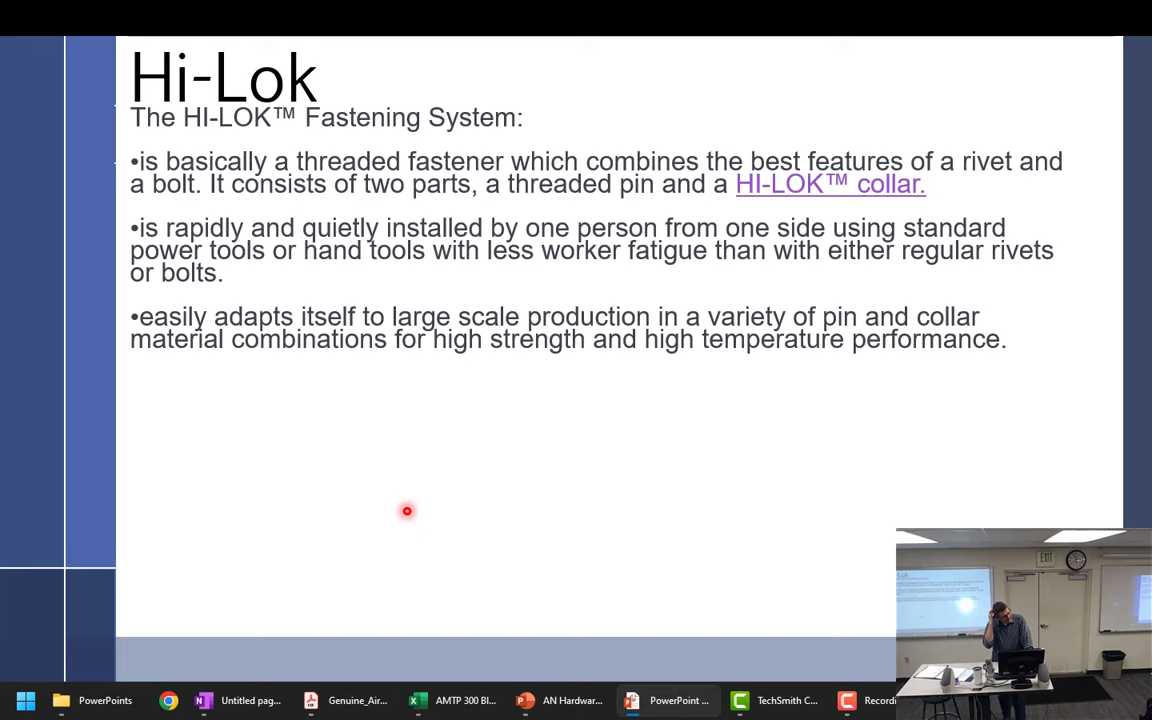 Hi-Lok
The HI-LOK™ Fastening System:
•is basically a threaded fastener which combines the best features of a rivet and
a bolt. It consists of two parts, a threaded pin and a HI-LOK™ collar.
•is rapidly and quietly installed by one person from one side using standard
power tools or hand tools with less worker fatigue than with either regular rivets
or bolts.
•easily adapts itself to large scale production in a variety of pin and collar
material combinations for high strength and high temperature performance.
EXIT
PowerPoints
Untitled pag...
Genuine_Air...
AMTP 300 Bl...
AN Hardwar...
PowerPoint ...
TechSmith C...
Recordi